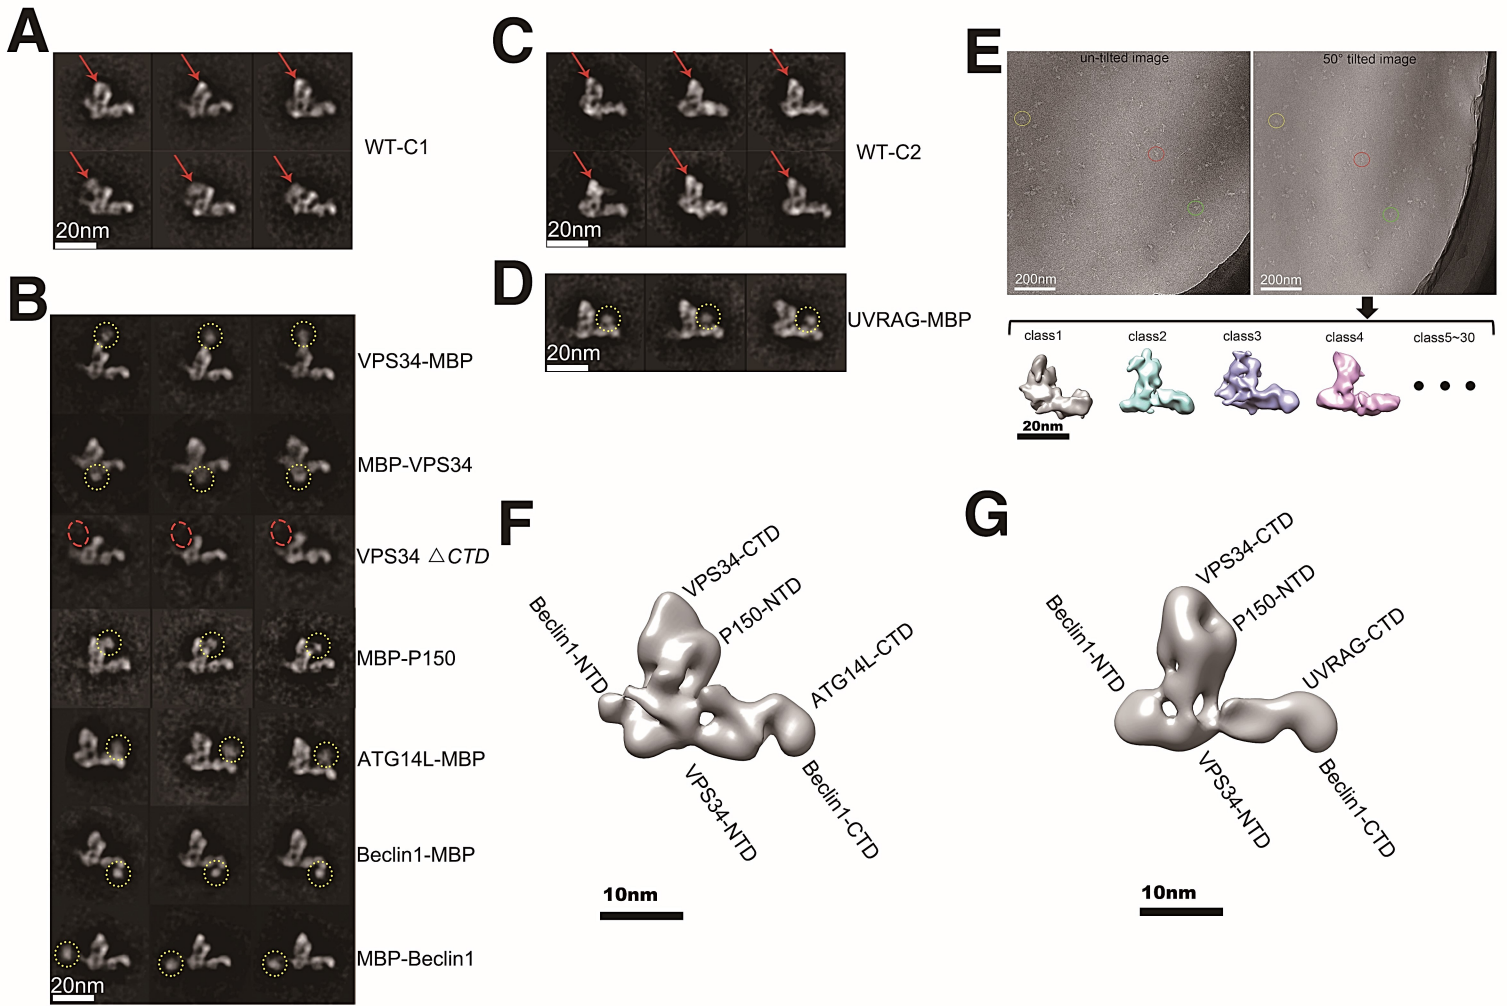 A
WT-C1
20nm
B
VPS34-MBP
MBP-VPS34
VPS34 △CTD
MBP-P150
ATG14L-MBP
Beclin1-MBP
MBP-Beclin1
20nm
C
WT-C2
20nm
D
UVRAG-MBP
20nm
E
un-tilted image
50° tilted image
200nm
200nm
class1
class2
class3
class4
class5~30
20nm
F
VPS34-CTD
P150-NTD
Beclin1-NTD
ATG14L-CTD
VPS34-NTD
Beclin1-CTD
10nm
G
VPS34-CTD
P150-NTD
Beclin1-NTD
UVRAG-CTD
VPS34-NTD
Beclin1-CTD
10nm